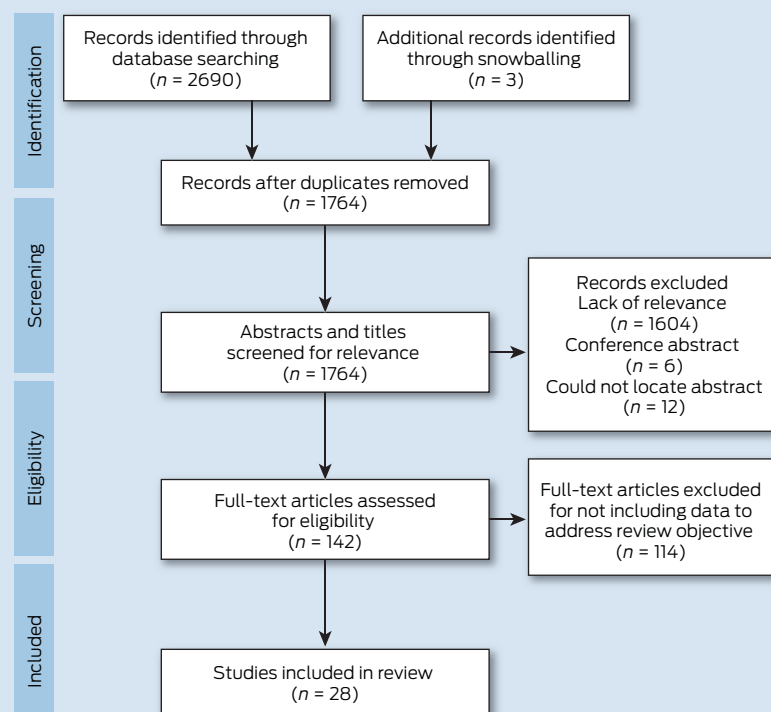 Identification
Records identified through
database searching
(n = 2690)
Additional records identified
through snowballing
(n = 3)
Records after duplicates removed
(n = 1764)
Screening
Abstracts and titles
screened for relevance
(n = 1764)
Records excluded
Lack of relevance
(n = 1604)
Conference abstract
(n = 6)
Could not locate abstract
(n = 12)
Eligibility
Full-text articles assessed
for eligibility
(n = 142)
Full-text articles excluded
for not including data to
address review objective
(n = 114)
Included
Studies included in review
(n = 28)